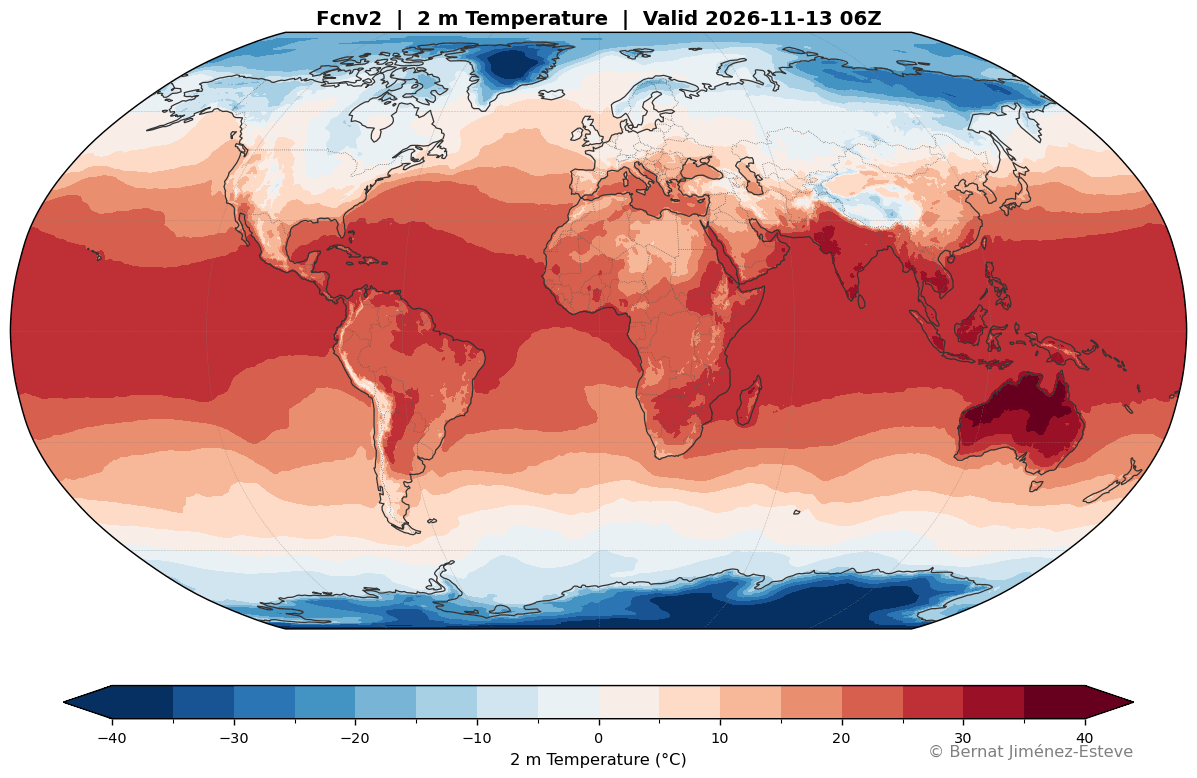 Fcnv2 | 2 m Temperature | Valid 2026-11-13 06Z
−40 −30 −20 −10 0 10 20 30 40
2 m Temperature (°C)
© Bernat Jiménez-Esteve